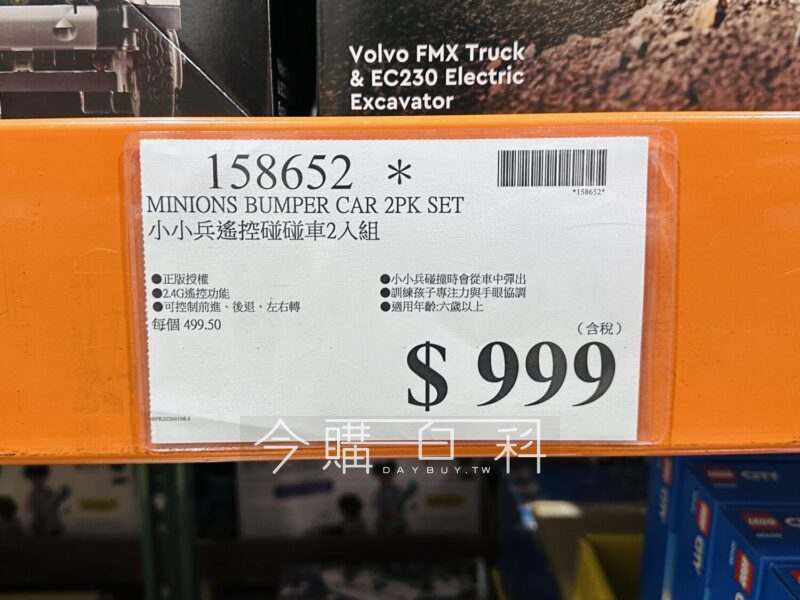 Volvo FMX Truck
& EC230 Electric
Excavator
158652 *
*158652*
MINIONS BUMPER CAR 2PK SET
小小兵遙控碰碰車2入組
●正版授權
●2.4G遙控功能
●可控制前進、後退、左右轉
每個 499.50
●小小兵碰撞時會從車中彈出
●訓練孩子專注力與手眼協調
●適用年齡:六歲以上
（含稅）
$ 999
今購百科
DAYBUY.TW
LEGO CITY
LEGO
LEGO